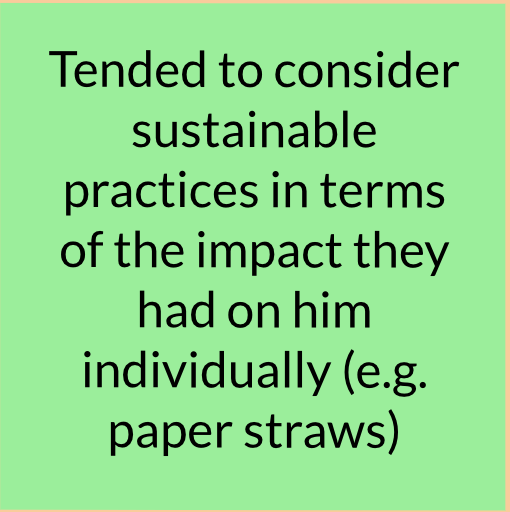 Tended to consider
sustainable
practices in terms
of the impact they
had on him
individually (e.g.
paper straws)